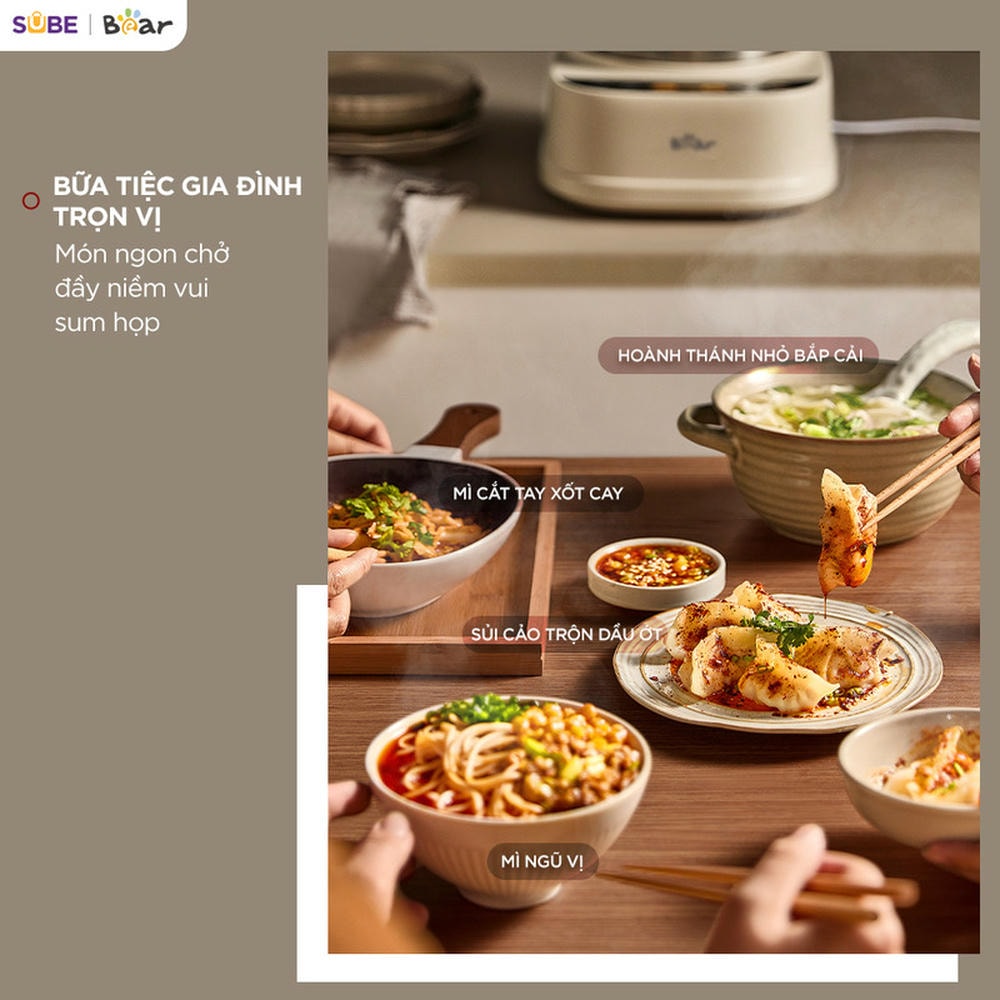 SUBE | Bear
BỮA TIỆC GIA ĐÌNH
TRỌN VỊ
Món ngon chở
đầy niềm vui
sum họp
Bear
HOÀNH THÁNH NHỎ BẮP CẢI
MÌ CẮT TAY XỐT CAY
SỦI CẢO TRỘN DẦU ỚT
MÌ NGŨ VỊ